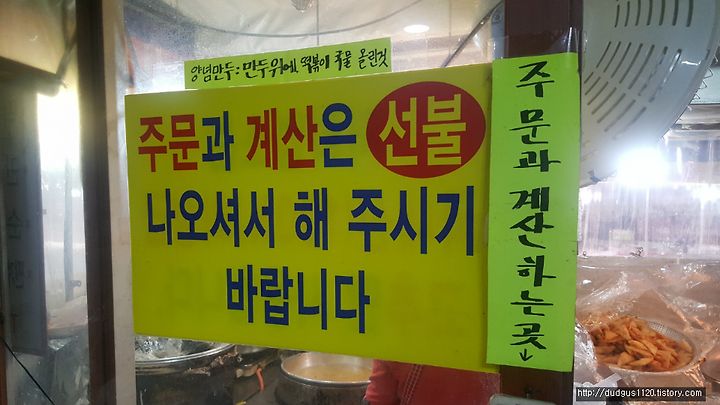 양념만두: 만두위에 떡볶이 국물 올린것
주문과 계산은 선불
나오셔서 해 주시기
바랍니다
주문과 계산하는곳↓
http://dudgus1120.tistory.com